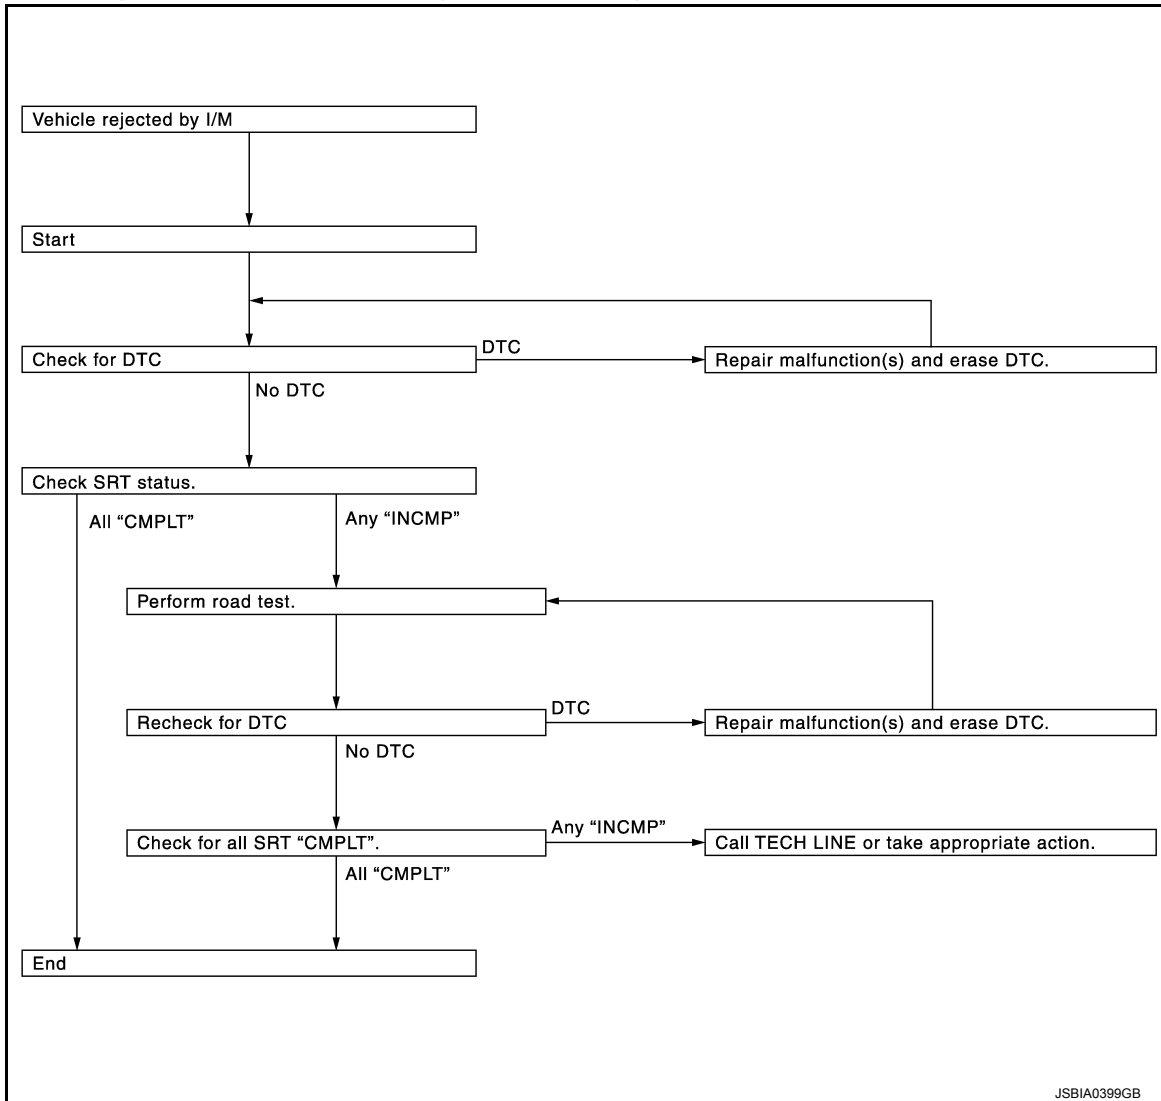 Vehicle rejected by I/M
Start
Check for DTC
DTC
Repair malfunction(s) and erase DTC.
No DTC
Check SRT status.
All “CMPLT”
Any “INCMP”
Perform road test.
Recheck for DTC
DTC
Repair malfunction(s) and erase DTC.
No DTC
Check for all SRT “CMPLT”.
Any “INCMP”
Call TECH LINE or take appropriate action.
All “CMPLT”
End
JSBIA0399GB